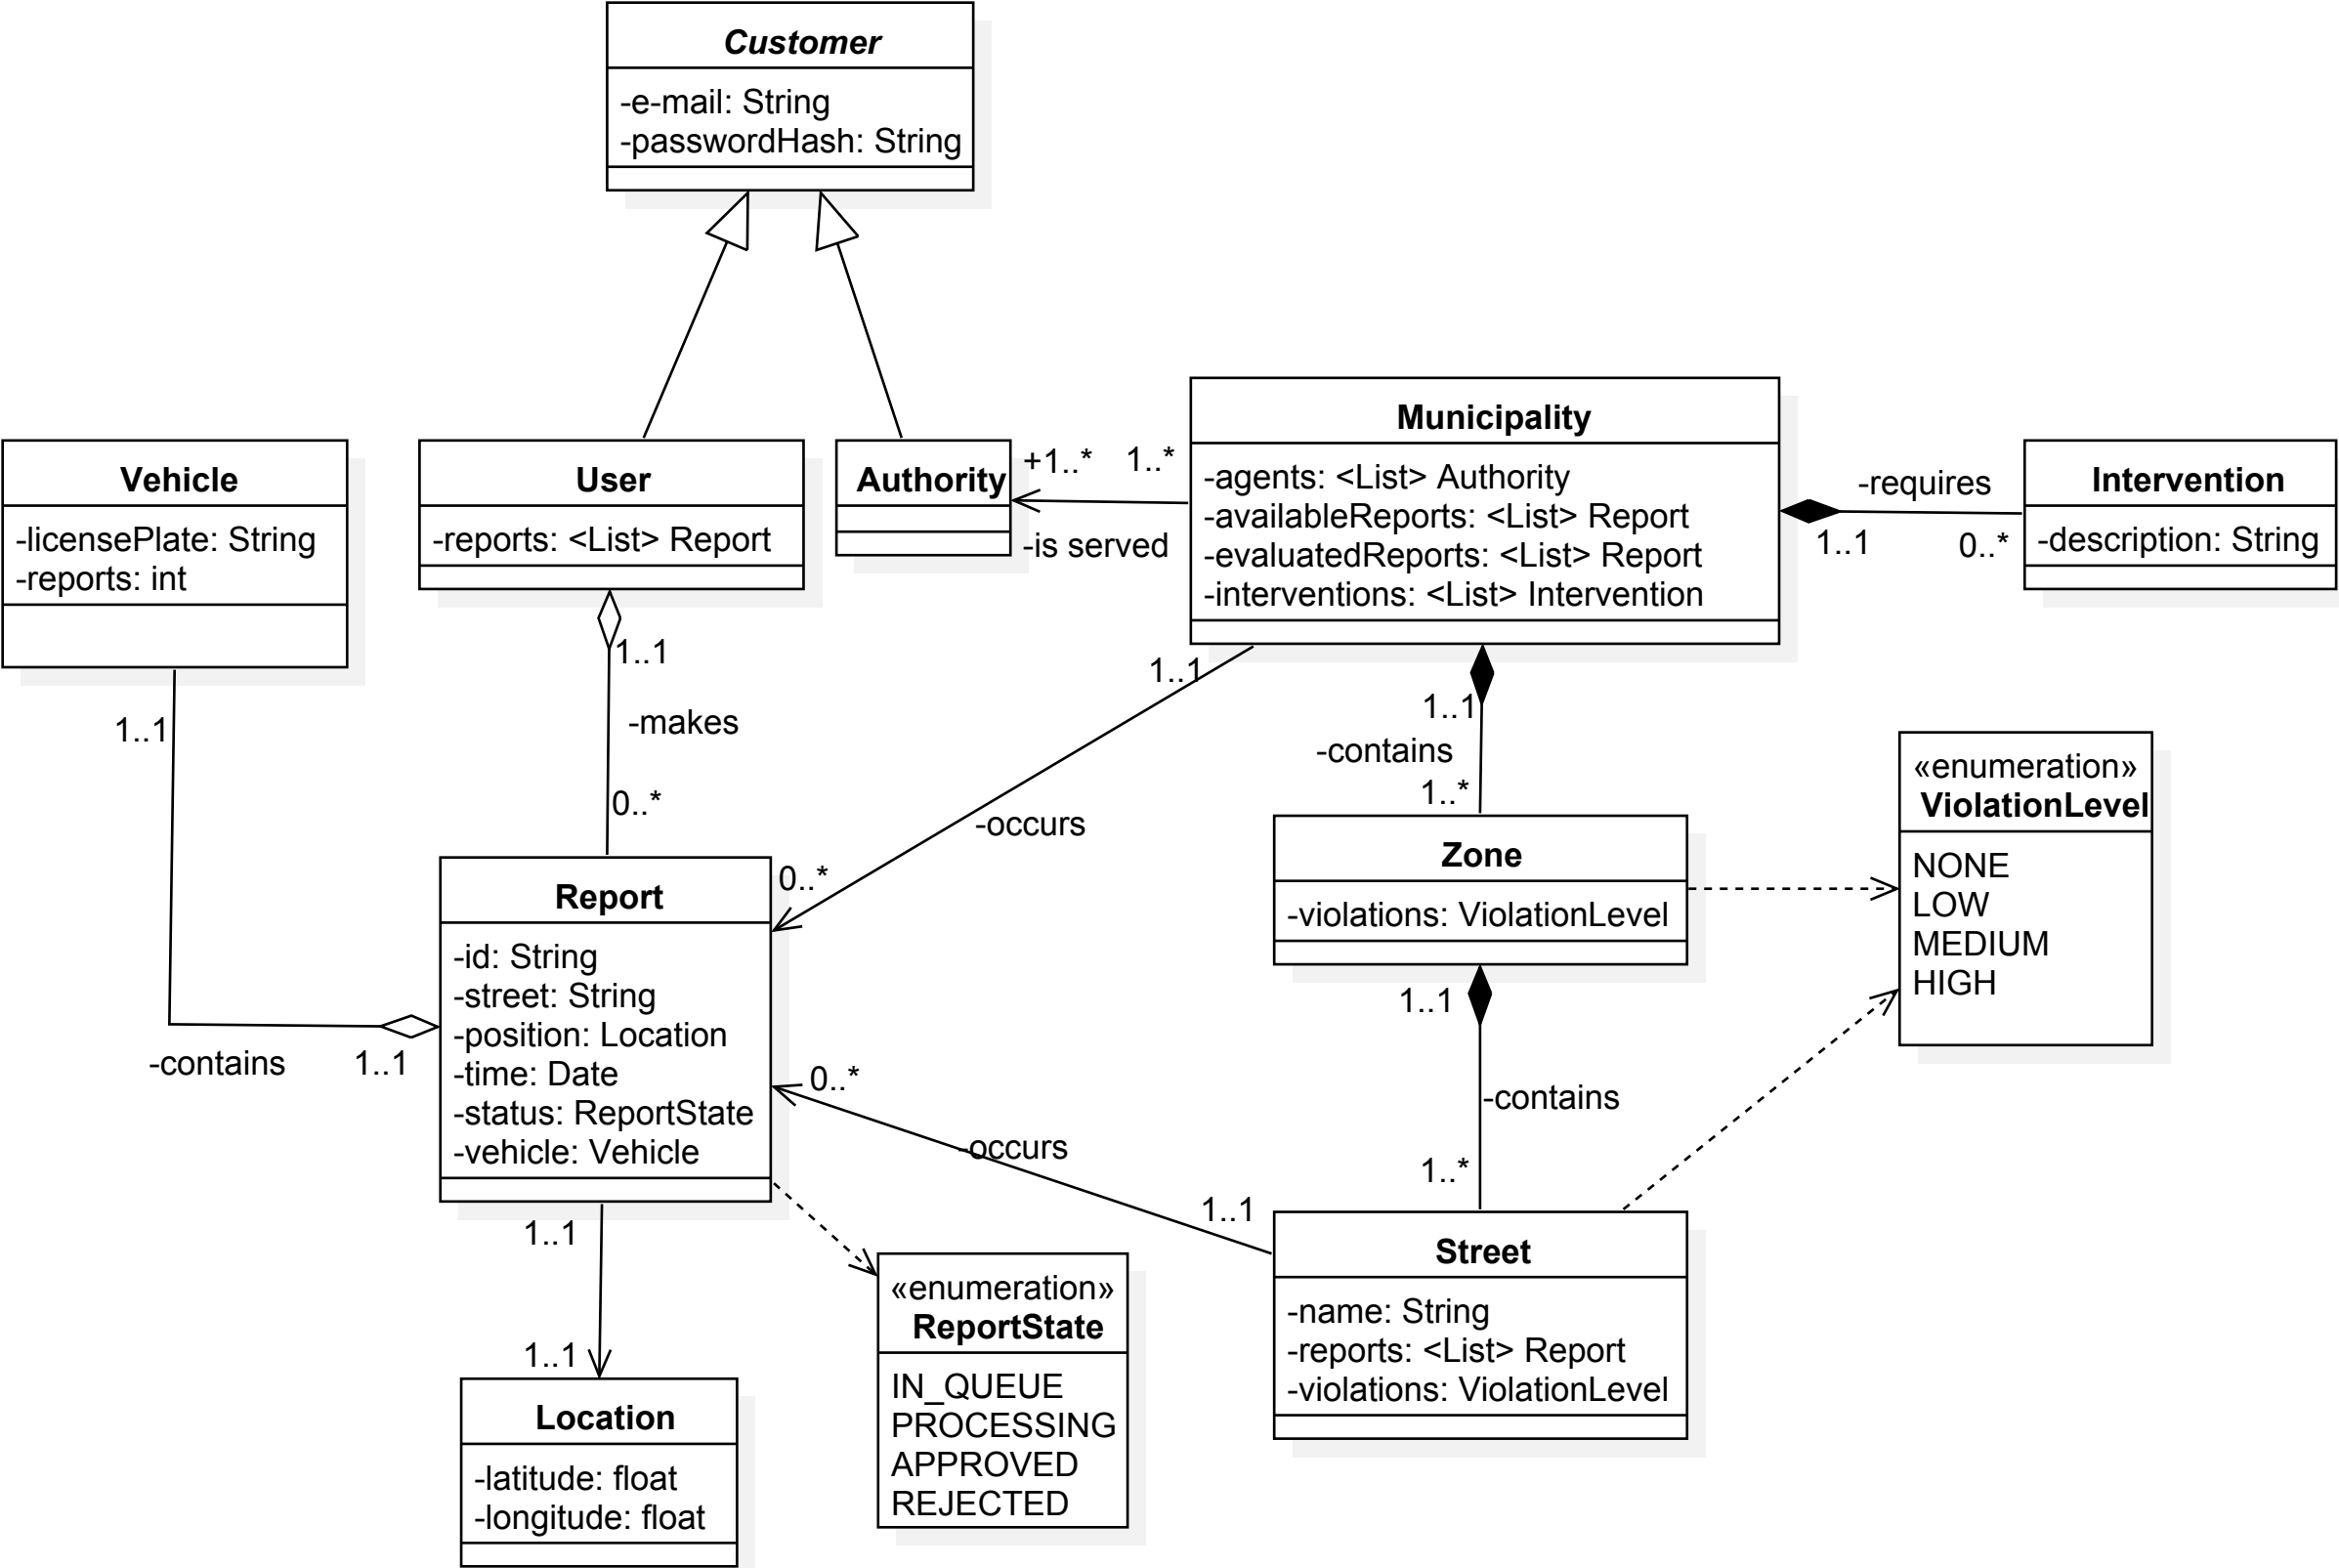 Customer
-e-mail: String
-passwordHash: String
Vehicle
-licensePlate: String
-reports: int
User
-reports: <List> Report
Authority
Municipality
-agents: <List> Authority
-availableReports: <List> Report
-evaluatedReports: <List> Report
-interventions: <List> Intervention
Intervention
-description: String
+1..*
1..*
-is served
-requires
1..1
0..*
1..1
-makes
0..*
1..1
-contains
1..1
1..1
-occurs
0..*
1..1
-contains
1..*
«enumeration»
ViolationLevel
NONE
LOW
MEDIUM
HIGH
Zone
-violations: ViolationLevel
Report
-id: String
-street: String
-position: Location
-time: Date
-status: ReportState
-vehicle: Vehicle
1..1
-contains
1..*
0..*
-occurs
1..1
1..1
1..1
«enumeration»
ReportState
IN_QUEUE
PROCESSING
APPROVED
REJECTED
Street
-name: String
-reports: <List> Report
-violations: ViolationLevel
Location
-latitude: float
-longitude: float